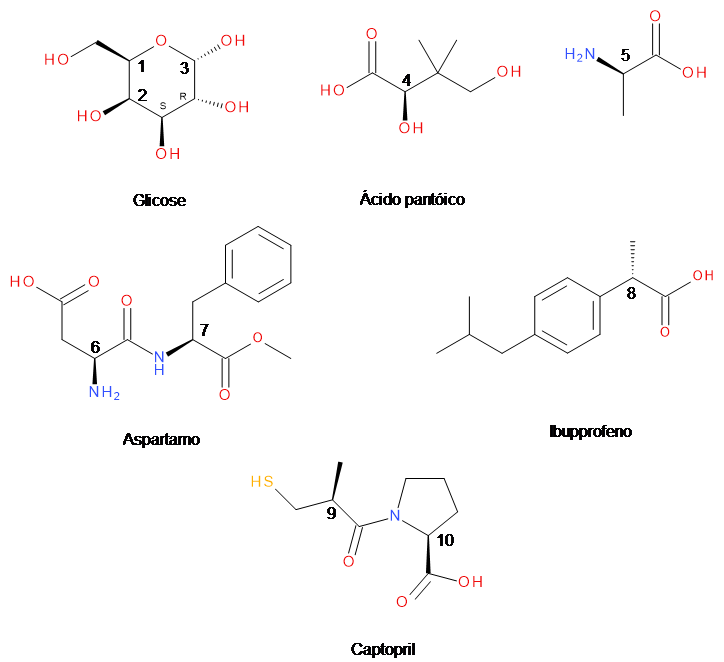 O OH
HO 1 3
2 R OH
HO S
OH
Glicose
O
4 OH
HO
OH
Ácido pantóico
O
H2N 5
OH
HO O
O
6 7 O
N
H
NH2 O
Aspartamo
OH
8
O
Ibupprofeno
HS
9 N
10
O
OH
O
Captopril